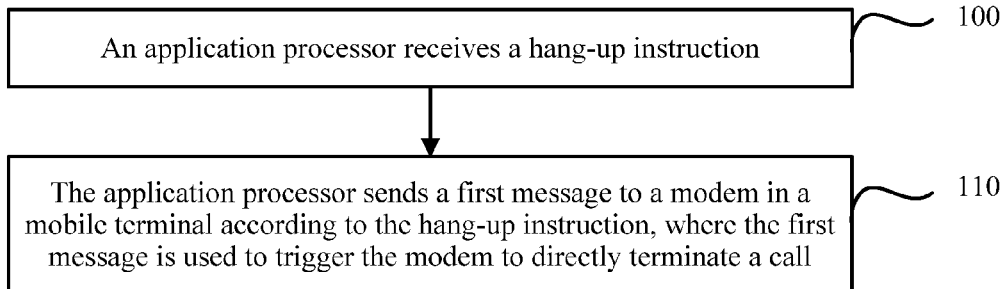 An application processor receives a hang-up instruction
100
The application processor sends a first message to a modem in a
mobile terminal according to the hang-up instruction, where the first
message is used to trigger the modem to directly terminate a call
110